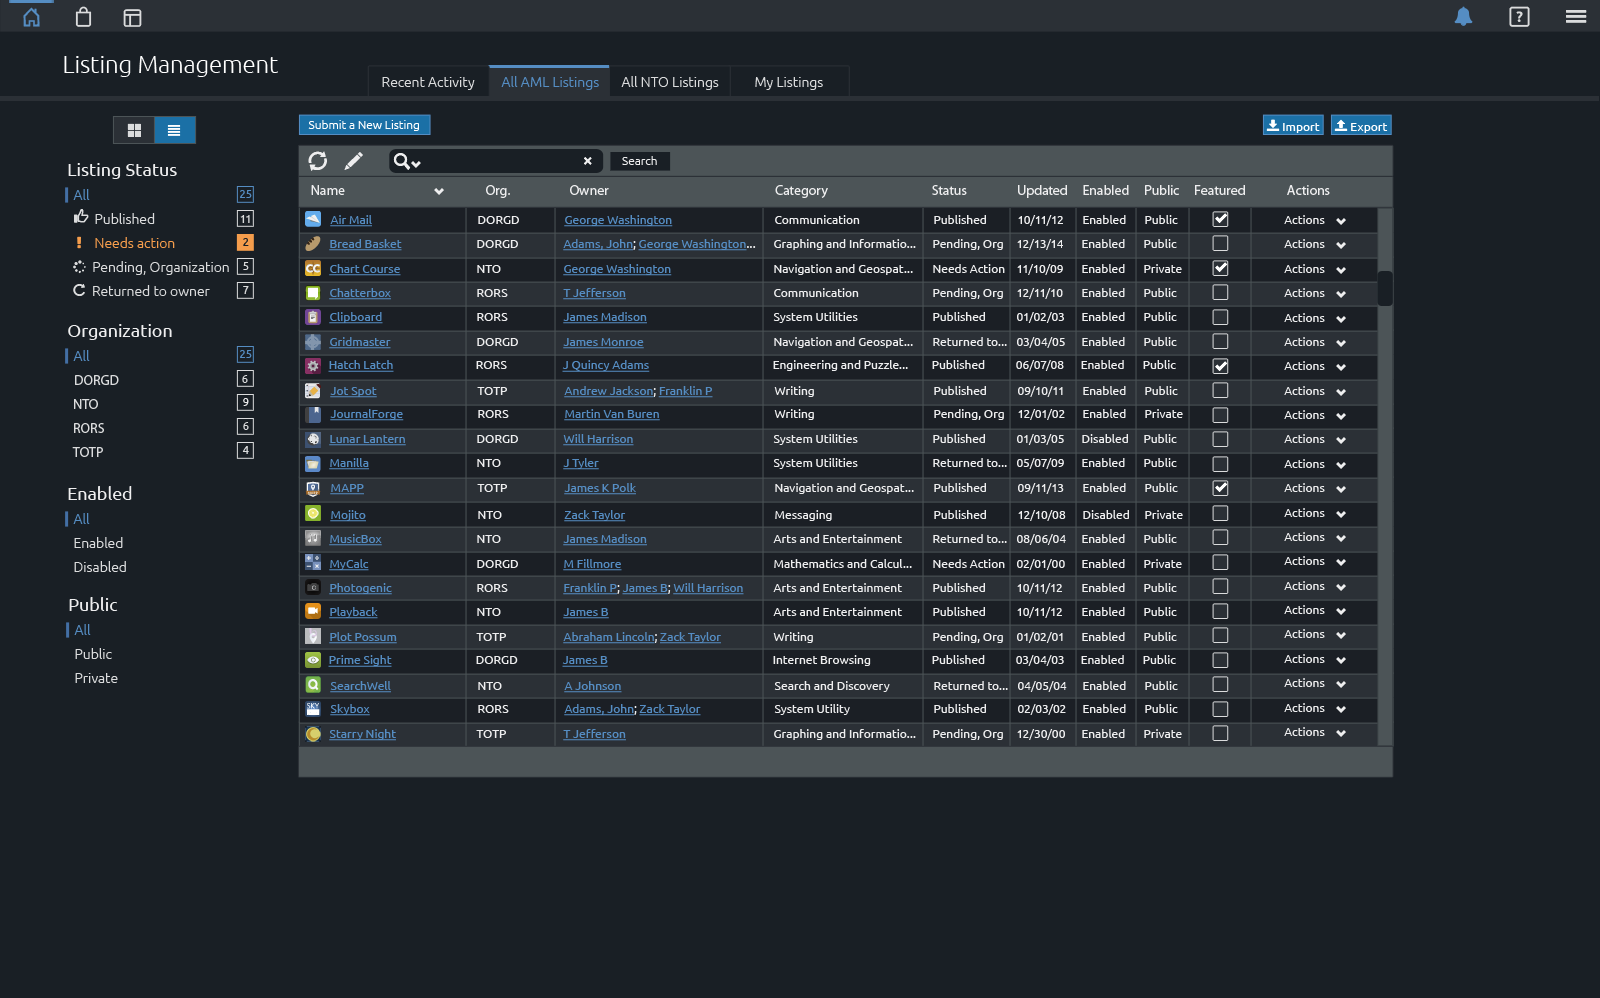 Listing Management
Recent Activity All AML Listings All NTO Listings My Listings
Submit a New Listing Import Export
Search
Listing Status
All 25
Published 11
Needs action 2
Pending, Organization 5
Returned to owner 7
Organization
All 25
DORGD 6
NTO 9
RORS 6
TOTP 4
Enabled
All
Enabled
Disabled
Public
All
Public
Private
Name Org. Owner Category Status Updated Enabled Public Featured Actions
Air Mail DORGD George Washington Communication Published 10/11/12 Enabled Public Actions
Bread Basket DORGD Adams, John; George Washington... Graphing and Informatio... Pending, Org 12/13/14 Enabled Public Actions
CC Chart Course NTO George Washington Navigation and Geospat... Needs Action 11/10/09 Enabled Private Actions
Chatterbox RORS T Jefferson Communication Pending, Org 12/11/10 Enabled Public Actions
Clipboard RORS James Madison System Utilities Published 01/02/03 Enabled Public Actions
Gridmaster DORGD James Monroe Navigation and Geospat... Returned to... 03/04/05 Enabled Public Actions
Hatch Latch RORS J Quincy Adams Engineering and Puzzle... Published 06/07/08 Enabled Public Actions
Jot Spot TOTP Andrew Jackson; Franklin P Writing Published 09/10/11 Enabled Public Actions
JournalForge RORS Martin Van Buren Writing Pending, Org 12/01/02 Enabled Private Actions
Lunar Lantern DORGD Will Harrison System Utilities Published 01/03/05 Disabled Public Actions
Manilla NTO J Tyler System Utilities Returned to... 05/07/09 Enabled Public Actions
MAPP TOTP James K Polk Navigation and Geospat... Published 09/11/13 Enabled Public Actions
Mojito NTO Zack Taylor Messaging Published 12/10/08 Disabled Private Actions
MusicBox NTO James Madison Arts and Entertainment Returned to... 08/06/04 Enabled Public Actions
MyCalc DORGD M Fillmore Mathematics and Calcul... Needs Action 02/01/00 Enabled Private Actions
Photogenic RORS Franklin P; James B; Will Harrison Arts and Entertainment Published 10/11/12 Enabled Public Actions
Playback NTO James B Arts and Entertainment Published 10/11/12 Enabled Public Actions
Plot Possum TOTP Abraham Lincoln; Zack Taylor Writing Pending, Org 01/02/01 Enabled Public Actions
Prime Sight DORGD James B Internet Browsing Published 03/04/03 Enabled Public Actions
SearchWell NTO A Johnson Search and Discovery Returned to... 04/05/04 Enabled Public Actions
SKY Skybox RORS Adams, John; Zack Taylor System Utility Published 02/03/02 Enabled Public Actions
Starry Night TOTP T Jefferson Graphing and Informatio... Pending, Org 12/30/00 Enabled Private Actions